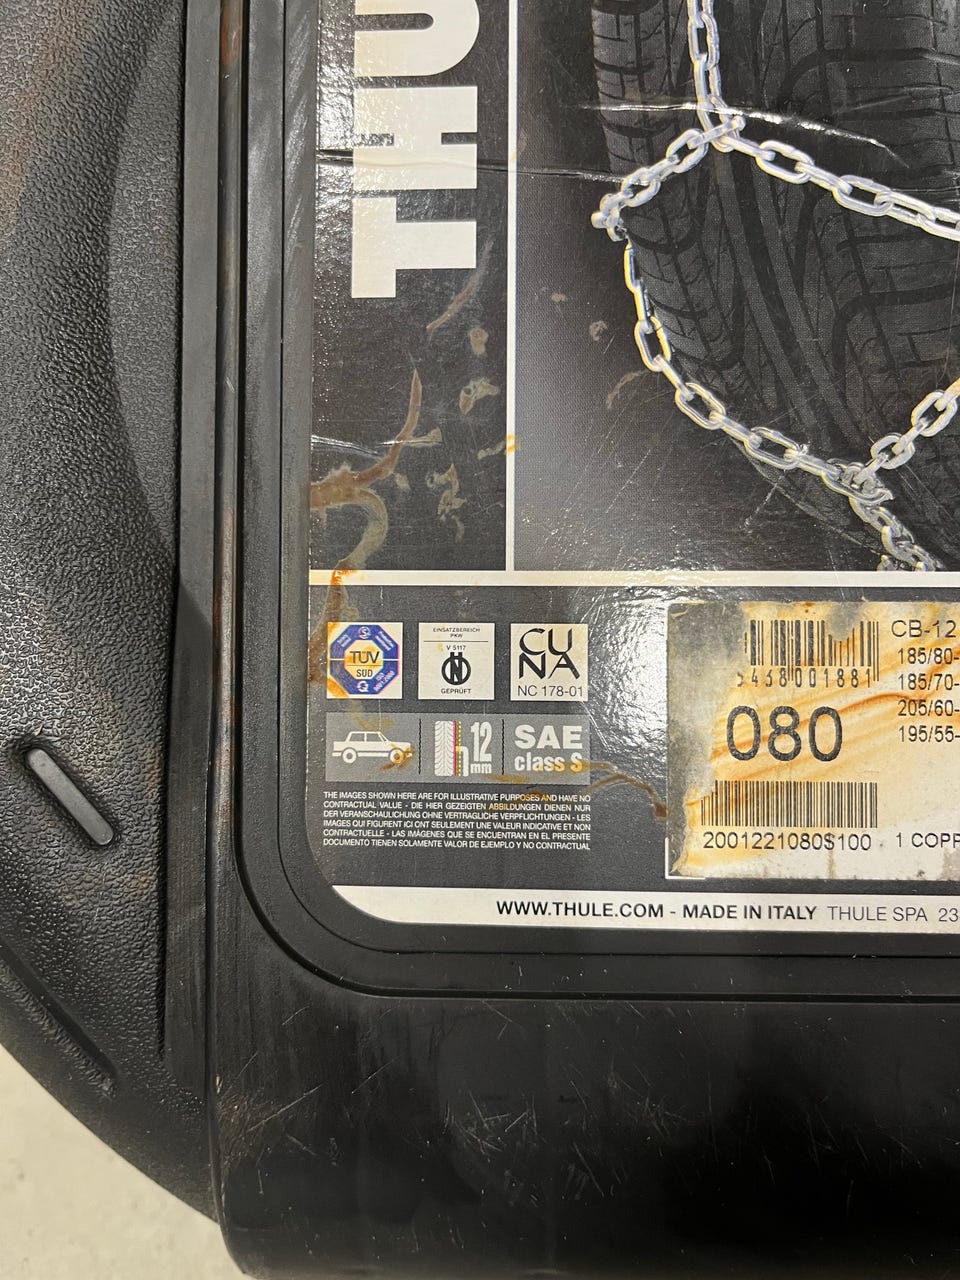 THU
TÜV
SÜD
EINSATZBEREICH
PKW
V 5117
GEPRÜFT
CU
NA
NC 178-01
12
mm
SAE
class S
THE IMAGES SHOWN HERE ARE FOR ILLUSTRATIVE PURPOSES AND HAVE NO
CONTRACTUAL VALUE - DIE HIER GEZEIGTEN ABBILDUNGEN DIENEN NUR
DER VERANSCHAULICHUNG OHNE VERTRAGLICHE VERPFLICHTUNGEN - LES
IMAGES QUI FIGURENT ICI ONT SEULEMENT UNE VALEUR INDICATIVE ET NON
CONTRACTUELLE - LAS IMÁGENES QUE SE ENCUENTRAN EN EL PRESENTE
DOCUMENTO TIENEN SOLAMENTE VALOR DE EJEMPLO Y NO CONTRACTUAL
CB-12
185/80-
185/70-
205/60-
195/55-
438001881
080
2001221080$100
1 COPP
WWW.THULE.COM - MADE IN ITALY THULE SPA 23